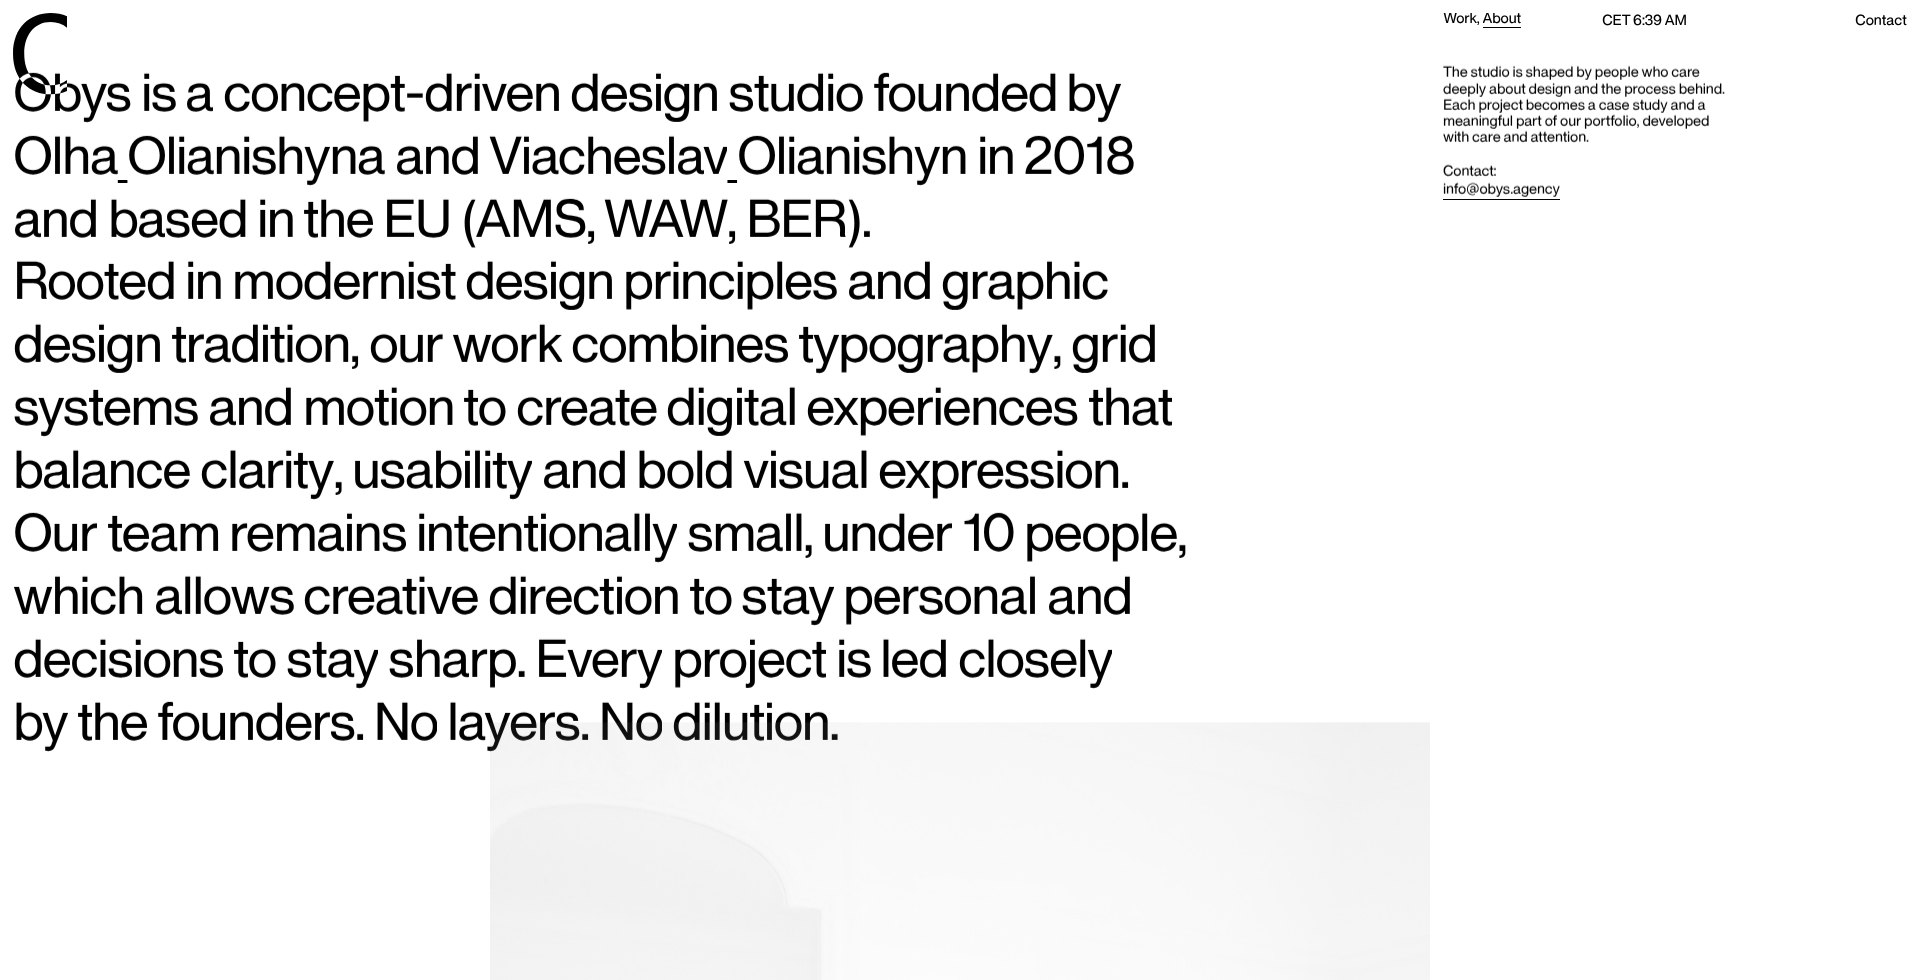 C
Work, About
CET 6:39 AM
Contact
Obys is a concept-driven design studio founded by
Olha Olianishyna and Viacheslav Olianishyn in 2018
and based in the EU (AMS, WAW, BER).
Rooted in modernist design principles and graphic
design tradition, our work combines typography, grid
systems and motion to create digital experiences that
balance clarity, usability and bold visual expression.
Our team remains intentionally small, under 10 people,
which allows creative direction to stay personal and
decisions to stay sharp. Every project is led closely
by the founders. No layers. No dilution.
The studio is shaped by people who care
deeply about design and the process behind.
Each project becomes a case study and a
meaningful part of our portfolio, developed
with care and attention.
Contact:
info@obys.agency